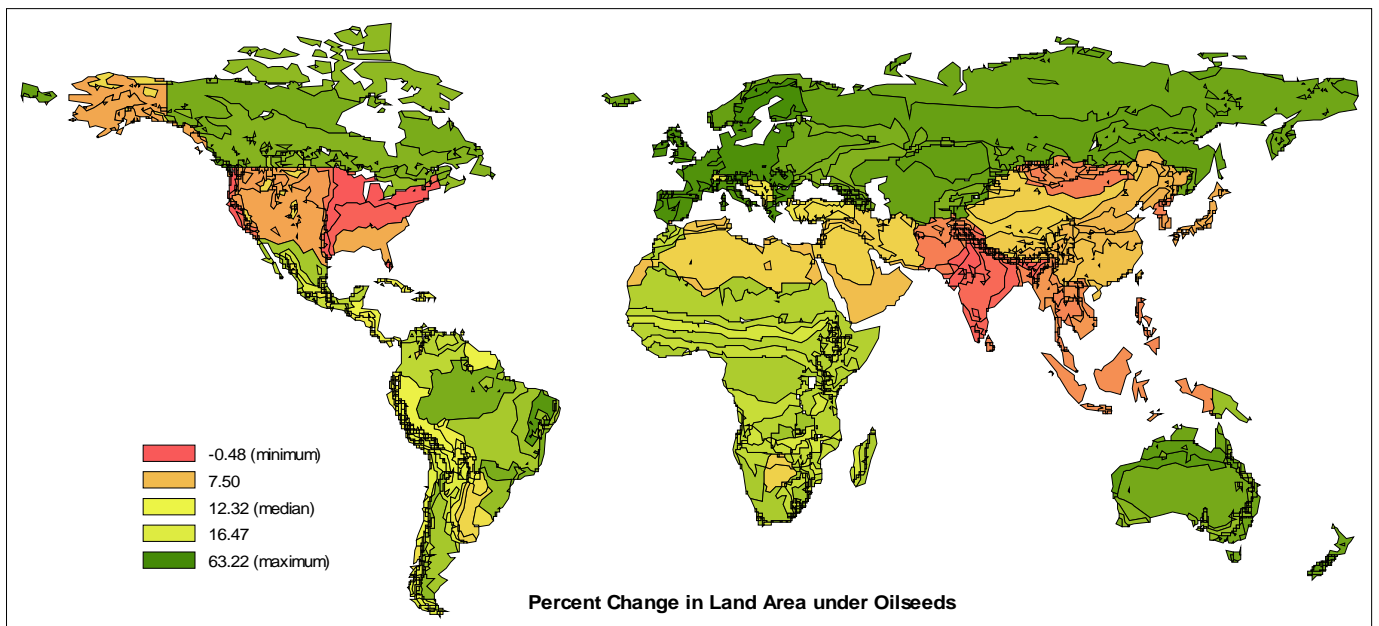 -0.48 (minimum)
7.50
12.32 (median)
16.47
63.22 (maximum)
Percent Change in Land Area under Oilseeds